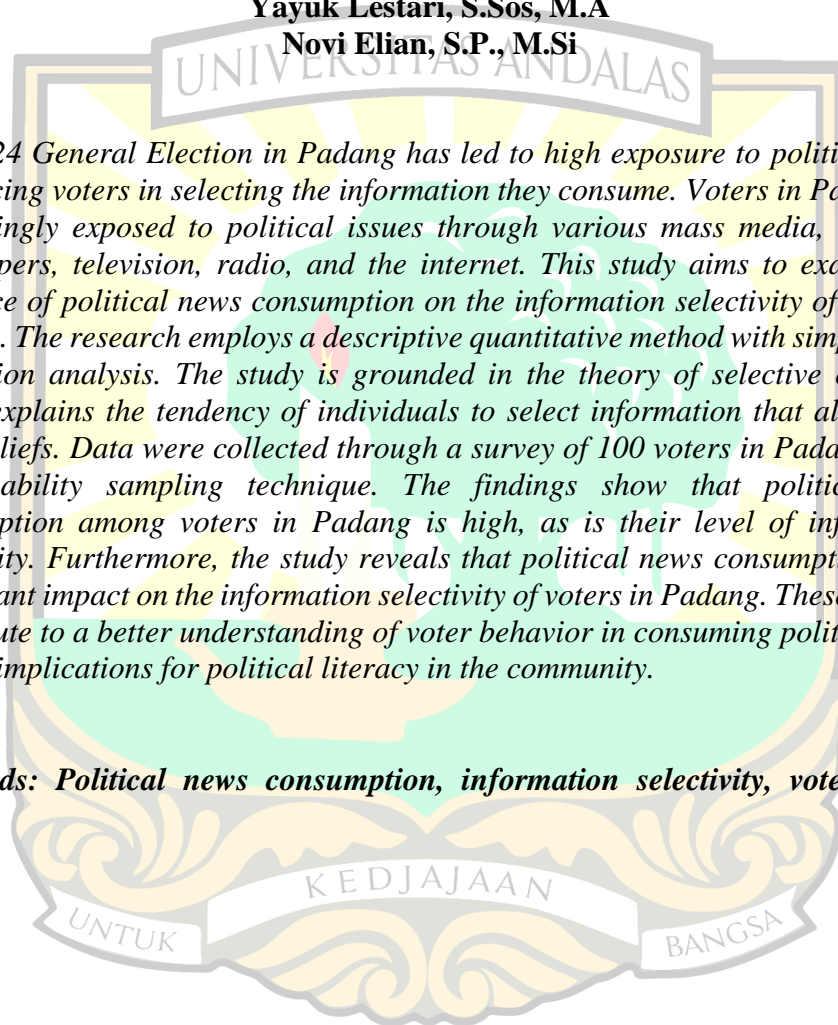 Yayuk Lestari, S.Sos, M.A
Novi Elian, S.P., M.Si
UNIVERSITAS ANDALAS
24 General Election in Padang has led to high exposure to politi
cing voters in selecting the information they consume. Voters in Pa
ingly exposed to political issues through various mass media,
pers, television, radio, and the internet. This study aims to exa
ce of political news consumption on the information selectivity of
. The research employs a descriptive quantitative method with sim
ion analysis. The study is grounded in the theory of selective
explains the tendency of individuals to select information that al
liefs. Data were collected through a survey of 100 voters in Pada
ability sampling technique. The findings show that politic
ption among voters in Padang is high, as is their level of inf
ity. Furthermore, the study reveals that political news consumpti
ant impact on the information selectivity of voters in Padang. These
ute to a better understanding of voter behavior in consuming polit
implications for political literacy in the community.
ds: Political news consumption, information selectivity, vote
KEDJAJAAN
UNTUK
BANGSA